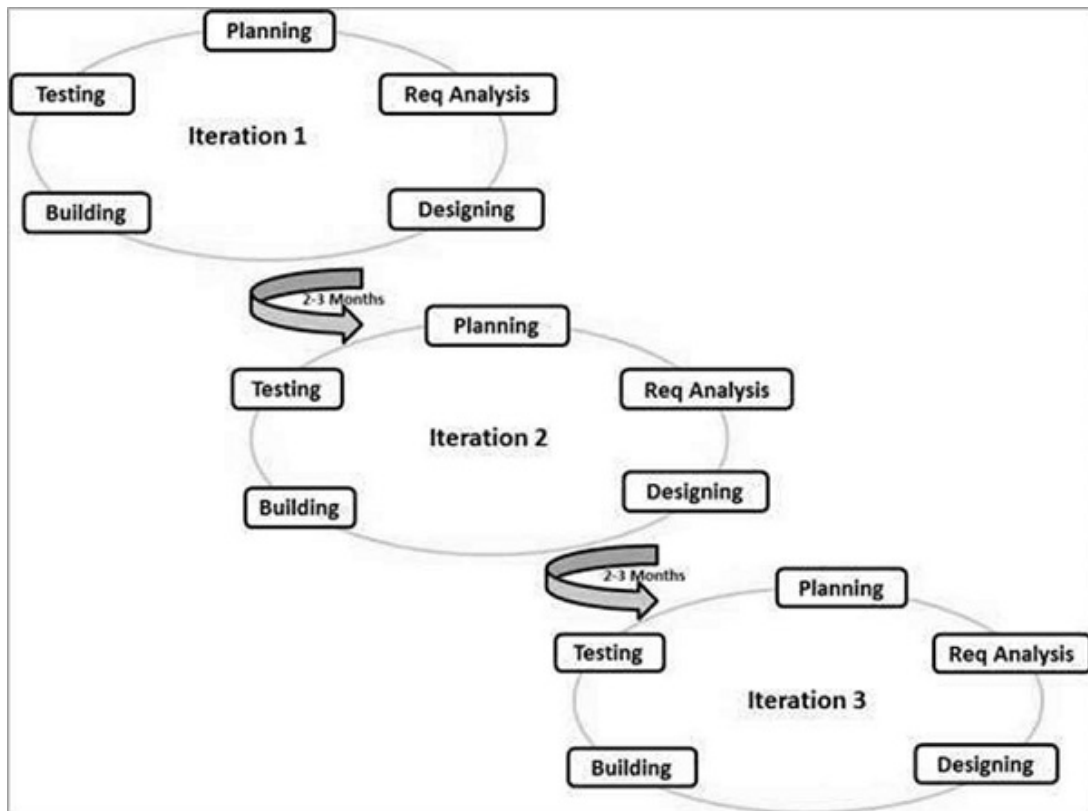 Planning
Testing
Req Analysis
Iteration 1
Building
Designing
2-3 Months
Planning
Testing
Req Analysis
Iteration 2
Building
Designing
2-3 Months
Planning
Testing
Req Analysis
Iteration 3
Building
Designing